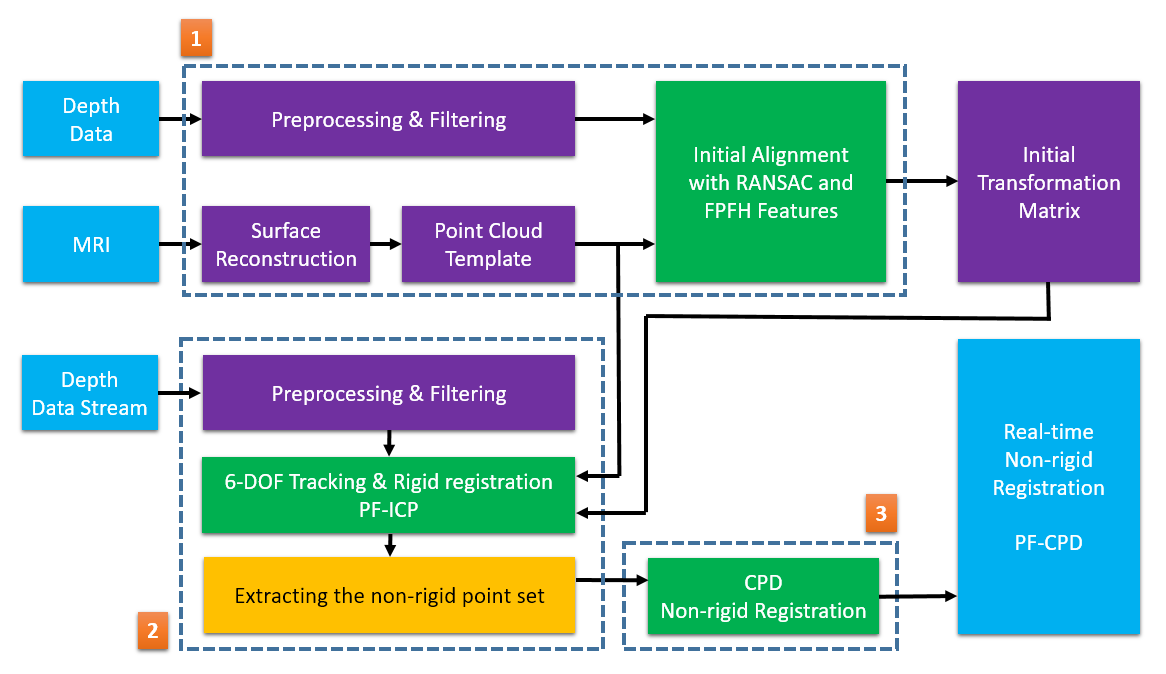 1
Depth
Data
Preprocessing & Filtering
Initial Alignment
with RANSAC and
FPFH Features
Initial
Transformation
Matrix
MRI
Surface
Reconstruction
Point Cloud
Template
Depth
Data Stream
Preprocessing & Filtering
6-DOF Tracking & Rigid registration
PF-ICP
Extracting the non-rigid point set
2
3
CPD
Non-rigid Registration
Real-time
Non-rigid
Registration
PF-CPD